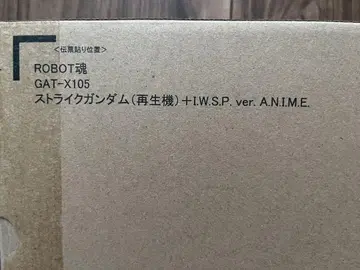 <伝票貼り位置>
ROBOT魂
GAT-X105
ストライクガンダム(再生機)+I.W.S.P. ver. A.N.I.M.E.